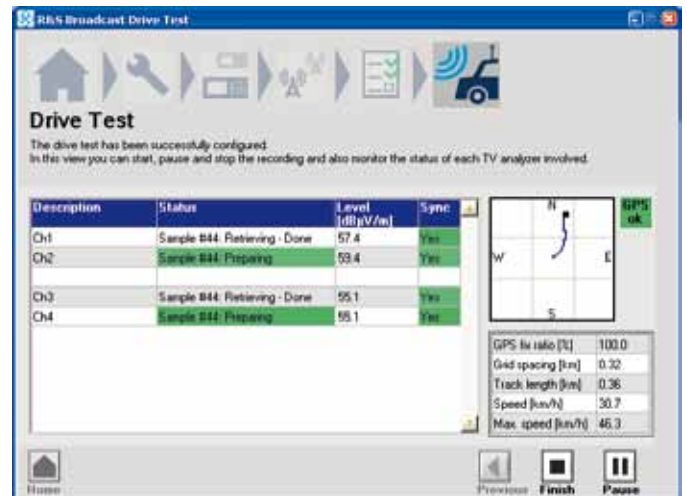 R&S Broadcast Drive Test
Drive Test
The drive test has been successfully configured.
In this view you can start, pause and stop the recording and also monitor the status of each TV analyzer involved.
Description Status Level [dBµV/m] Sync
Ch1 Sample #44: Retrieving - Done 57.4 Yes
Ch2 Sample #44: Preparing 59.4 Yes
Ch3 Sample #44: Retrieving - Done 55.1 Yes
Ch4 Sample #44: Preparing 55.1 Yes
N
W E
S
GPS
ok
GPS fix ratio [%] 100.0
Grid spacing [km] 0.32
Track length [km] 0.36
Speed [km/h] 30.7
Max. speed [km/h] 46.3
Home Previous Finish Pause